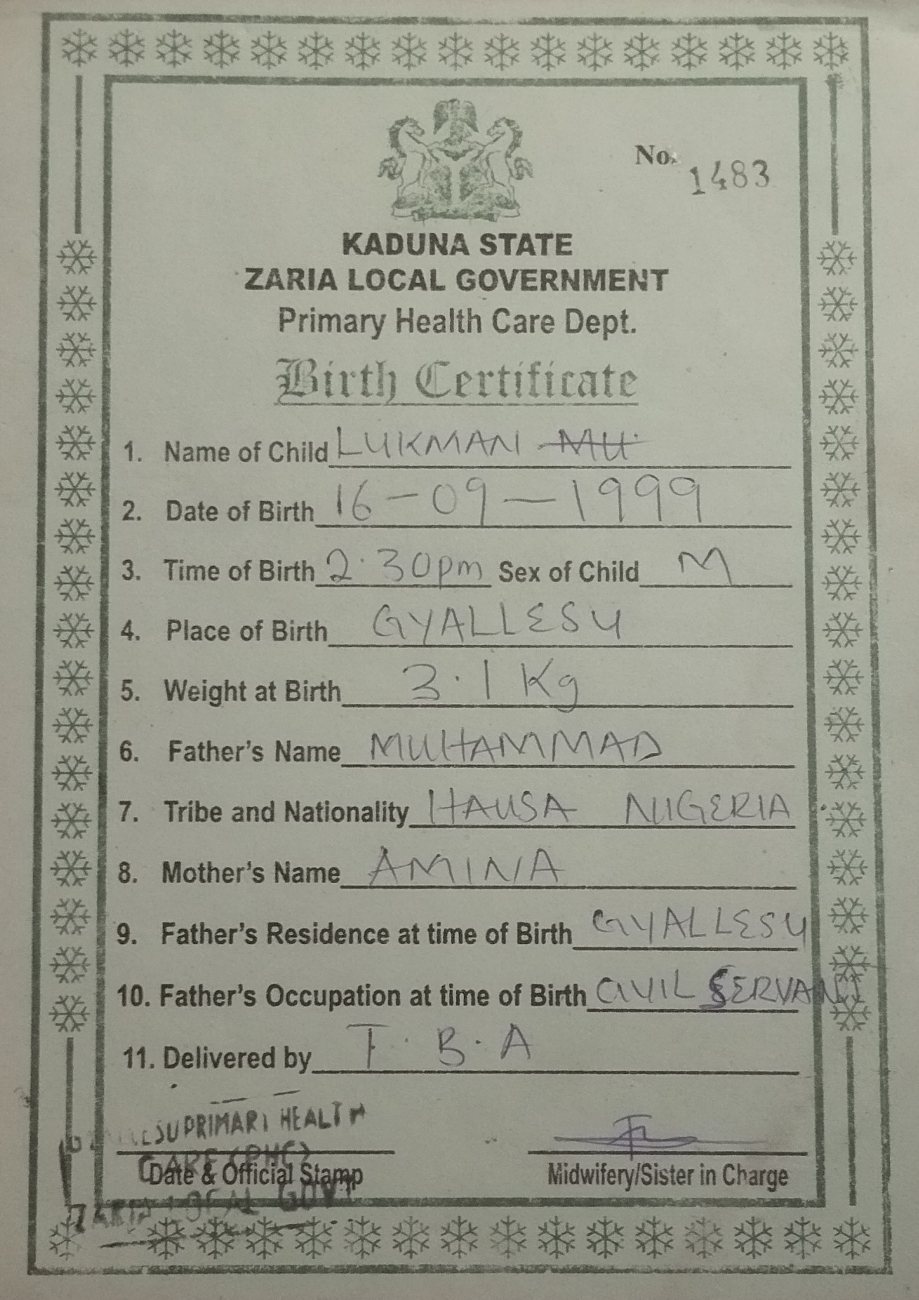 No. 1483
KADUNA STATE
ZARIA LOCAL GOVERNMENT
Primary Health Care Dept.
Birth Certificate
1. Name of Child LUKMAN MU
2. Date of Birth 16-09-1999
3. Time of Birth 2.30pm Sex of Child M
4. Place of Birth GYALLESU
5. Weight at Birth 3.1 Kg
6. Father's Name MUHAMMAD
7. Tribe and Nationality HAUSA NIGERIA
8. Mother's Name AMINA
9. Father's Residence at time of Birth GYALLESU
10. Father's Occupation at time of Birth CIVIL SERVANT
11. Delivered by T.B.A
PRIMARY HEALTH
CARE (PHC)
Date & Official Stamp Midwifery/Sister in Charge
ZARIA LOCAL GOVT